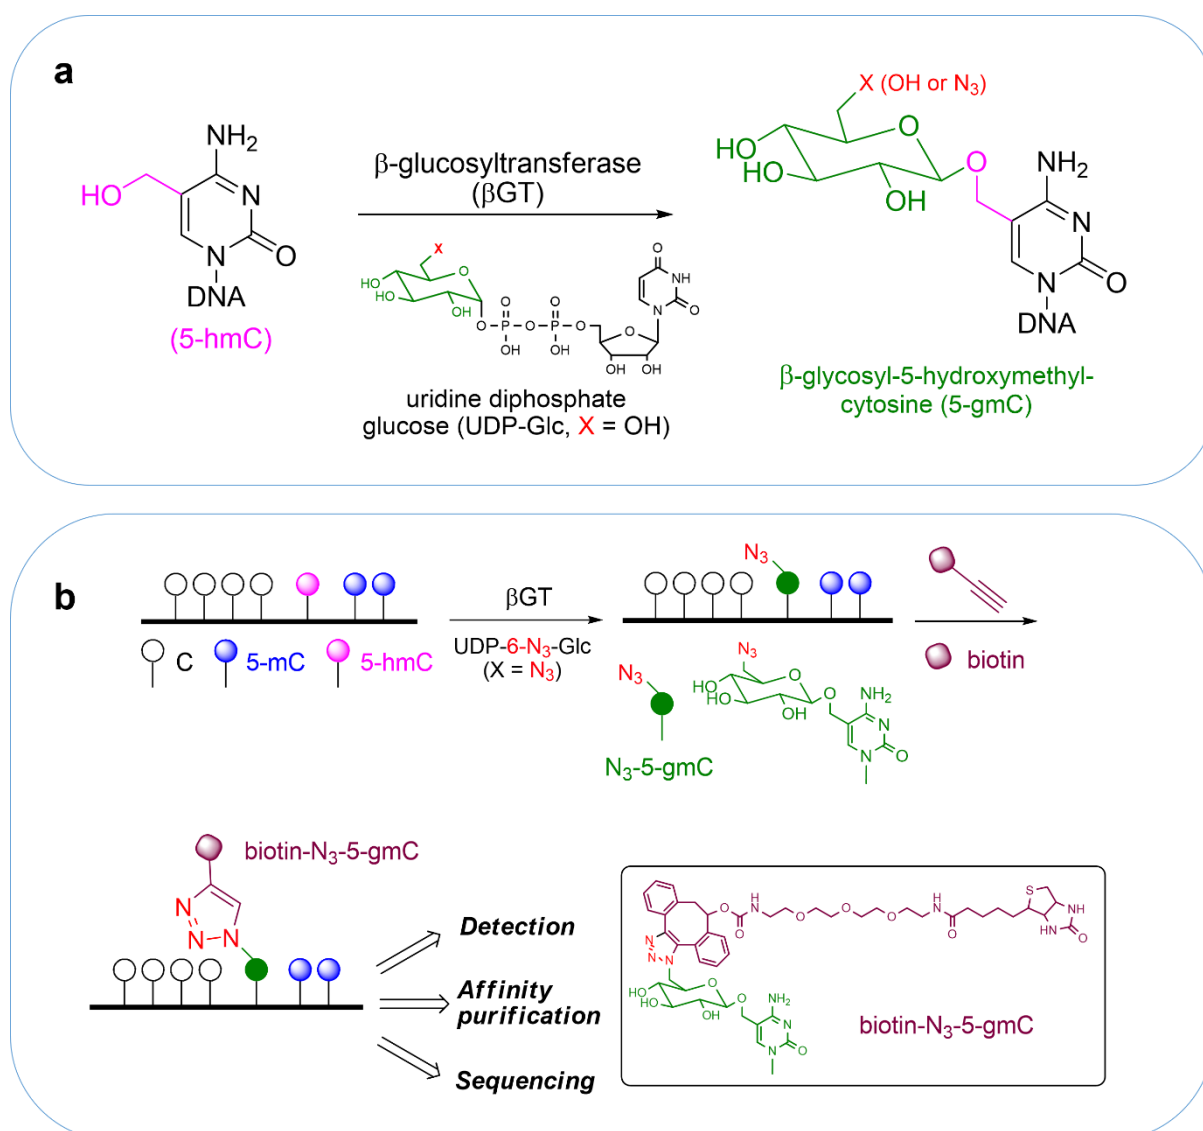 a
X (OH or N3)
NH2
HO
N
N
O
DNA
(5-hmC)
β-glucosyltransferase
(βGT)
X
HO
HO
OH
O
O
P
O
OH
O
P
O
OH
O
O
OH OH
O
NH
N
O
uridine diphosphate
glucose (UDP-Glc, X = OH)
HO
HO
OH
O
O
NH2
N
N
O
DNA
β-glycosyl-5-hydroxymethyl-
cytosine (5-gmC)
b
C
5-mC
5-hmC
βGT
UDP-6-N3-Glc
(X = N3)
N3
N3
N3-5-gmC
N3
HO
HO
OH
O
O
NH2
N
N
O
biotin
biotin-N3-5-gmC
N
N
N
Detection
Affinity
purification
Sequencing
O
O
H
N
O
O
O
H
N
O
S
NH
HN
O
N
N
N
HO
HO
OH
O
O
NH2
N
N
O
biotin-N3-5-gmC